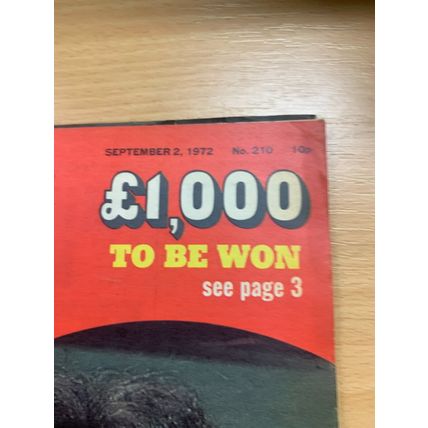 SEPTEMBER 2, 1972 No. 210 10p
£1,000
TO BE WON
see page 3